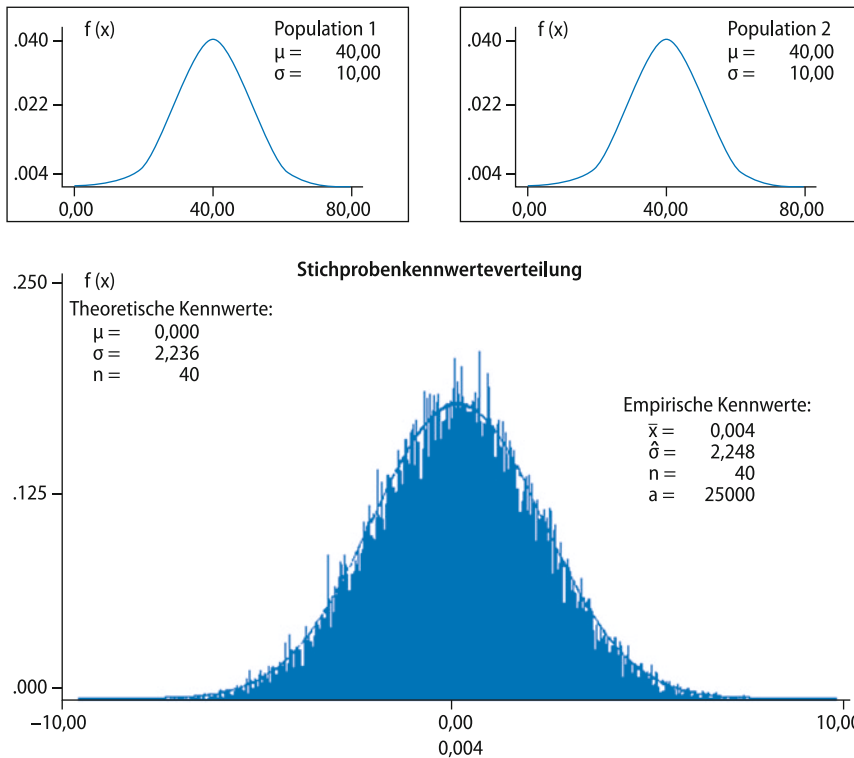 f (x)
Population 1
μ = 40,00
σ = 10,00
.040
.022
.004
0,00 40,00 80,00
f (x)
Population 2
μ = 40,00
σ = 10,00
.040
.022
.004
0,00 40,00 80,00
Stichprobenkennwerteverteilung
f (x)
.250
Theoretische Kennwerte:
μ = 0,000
σ = 2,236
n = 40
Empirische Kennwerte:
x̅ = 0,004
σ̂ = 2,248
n = 40
a = 25000
.125
.000
–10,00 0,00 10,00
0,004